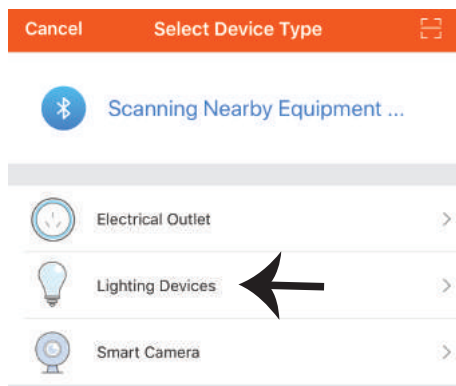 Cancel Select Device Type
Scanning Nearby Equipment ...
Electrical Outlet
Lighting Devices
Smart Camera